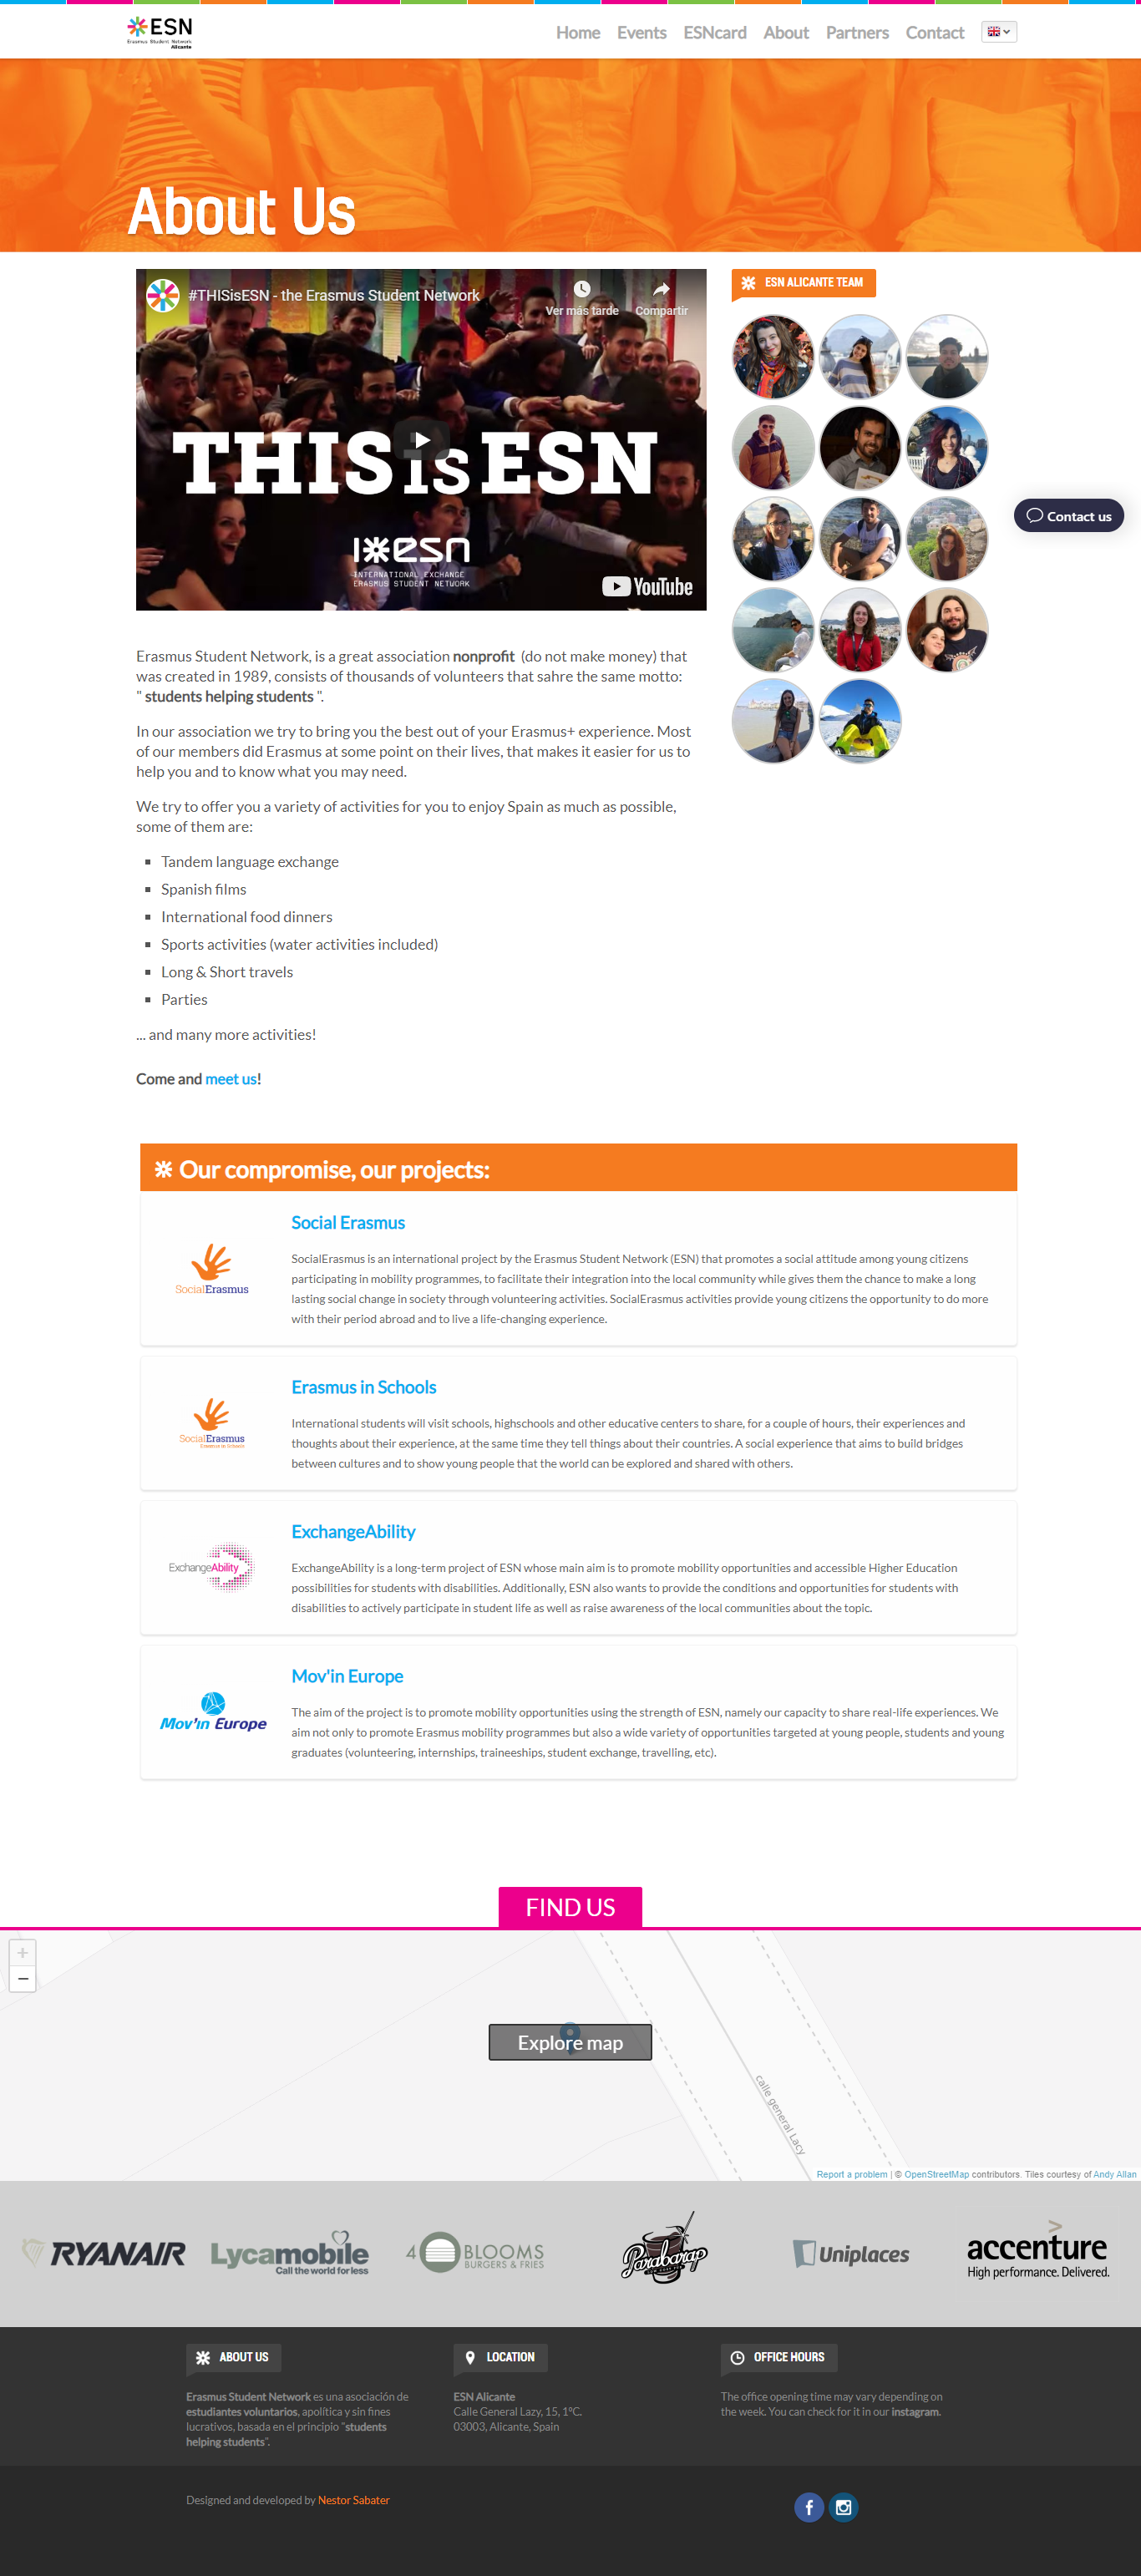 ESN
Erasmus Student Network
Alicante
Home Events ESNcard About Partners Contact
About Us
#THISisESN - the Erasmus Student Network
Ver más tarde Compartir
THIS is ESN
esn
INTERNATIONAL EXCHANGE
ERASMUS STUDENT NETWORK
YouTube
ESN ALICANTE TEAM
Contact us
Erasmus Student Network, is a great association nonprofit (do not make money) that
was created in 1989, consists of thousands of volunteers that sahre the same motto:
" students helping students ".
In our association we try to bring you the best out of your Erasmus+ experience. Most
of our members did Erasmus at some point on their lives, that makes it easier for us to
help you and to know what you may need.
We try to offer you a variety of activities for you to enjoy Spain as much as possible,
some of them are:
Tandem language exchange
Spanish films
International food dinners
Sports activities (water activities included)
Long & Short travels
Parties
... and many more activities!
Come and meet us!
Our compromise, our projects:
SocialErasmus
Social Erasmus
SocialErasmus is an international project by the Erasmus Student Network (ESN) that promotes a social attitude among young citizens
participating in mobility programmes, to facilitate their integration into the local community while gives them the chance to make a long
lasting social change in society through volunteering activities. SocialErasmus activities provide young citizens the opportunity to do more
with their period abroad and to live a life-changing experience.
SocialErasmus
Erasmus in Schools
Erasmus in Schools
International students will visit schools, highschools and other educative centers to share, for a couple of hours, their experiences and
thoughts about their experience, at the same time they tell things about their countries. A social experience that aims to build bridges
between cultures and to show young people that the world can be explored and shared with others.
ExchangeAbility
ExchangeAbility
ExchangeAbility is a long-term project of ESN whose main aim is to promote mobility opportunities and accessible Higher Education
possibilities for students with disabilities. Additionally, ESN also wants to provide the conditions and opportunities for students with
disabilities to actively participate in student life as well as raise awareness of the local communities about the topic.
Mov'in Europe
Mov'in Europe
The aim of the project is to promote mobility opportunities using the strength of ESN, namely our capacity to share real-life experiences. We
aim not only to promote Erasmus mobility programmes but also a wide variety of opportunities targeted at young people, students and young
graduates (volunteering, internships, traineeships, student exchange, travelling, etc).
FIND US
+
−
Explore map
calle general Lacy
Report a problem | © OpenStreetMap contributors. Tiles courtesy of Andy Allan
RYANAIR
Lycamobile
Call the world for less
4 BLOOMS
BURGERS & FRIES
Parabarap
Uniplaces
accenture
High performance. Delivered.
ABOUT US
Erasmus Student Network es una asociación de
estudiantes voluntarios, apolítica y sin fines
lucrativos, basada en el principio "students
helping students".
LOCATION
ESN Alicante
Calle General Lazy, 15, 1ºC.
03003, Alicante, Spain
OFFICE HOURS
The office opening time may vary depending on
the week. You can check for it in our instagram.
Designed and developed by Nestor Sabater